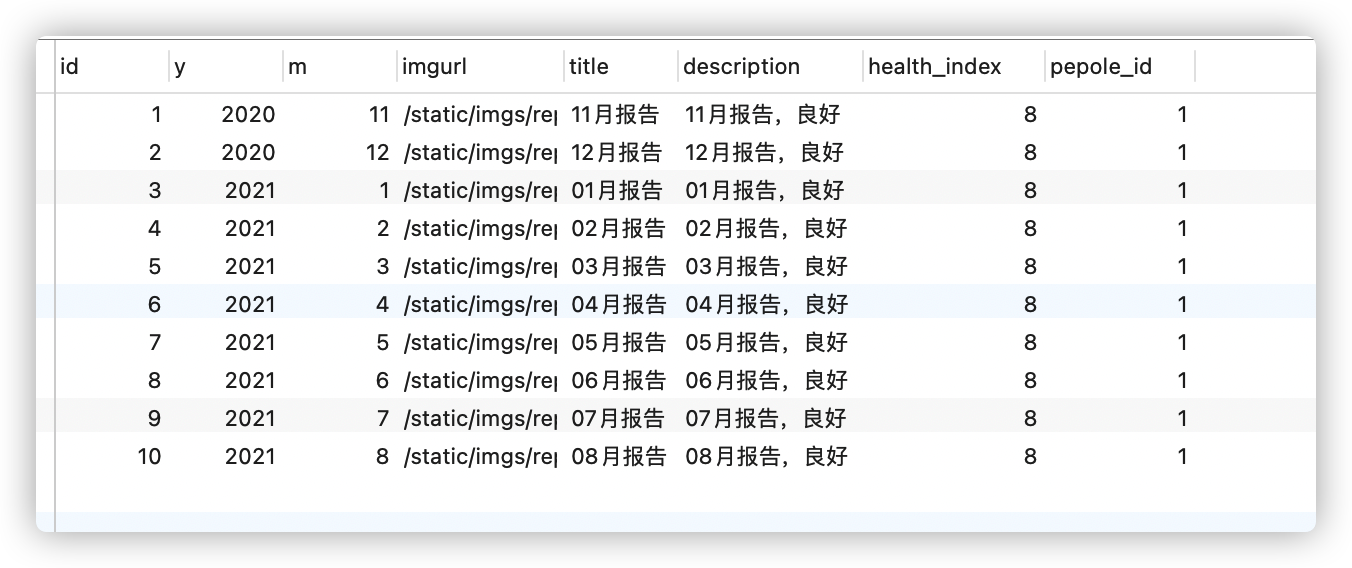 id y m imgurl title description health_index pepole_id
1 2020 11 /static/imgs/rep 11月报告 11月报告，良好 8 1
2 2020 12 /static/imgs/rep 12月报告 12月报告，良好 8 1
3 2021 1 /static/imgs/rep 01月报告 01月报告，良好 8 1
4 2021 2 /static/imgs/rep 02月报告 02月报告，良好 8 1
5 2021 3 /static/imgs/rep 03月报告 03月报告，良好 8 1
6 2021 4 /static/imgs/rep 04月报告 04月报告，良好 8 1
7 2021 5 /static/imgs/rep 05月报告 05月报告，良好 8 1
8 2021 6 /static/imgs/rep 06月报告 06月报告，良好 8 1
9 2021 7 /static/imgs/rep 07月报告 07月报告，良好 8 1
10 2021 8 /static/imgs/rep 08月报告 08月报告，良好 8 1